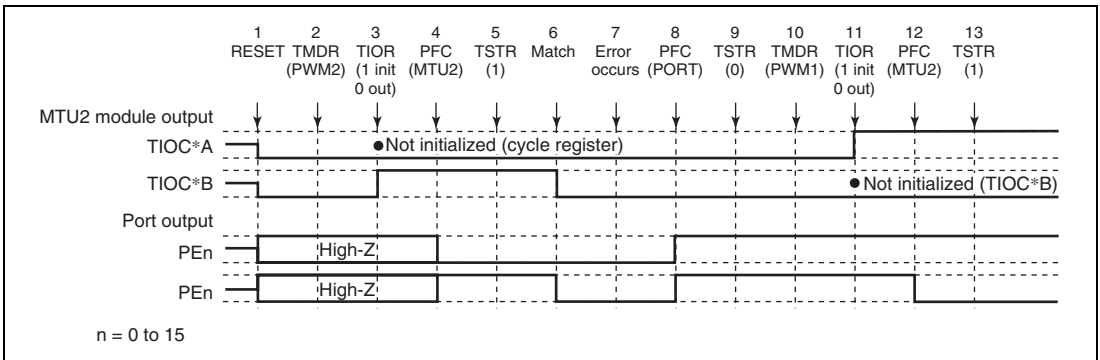 1 2 3 4 5 6 7 8 9 10 11 12 13
RESET TMDR TIOR PFC TSTR Match Error PFC TSTR TMDR TIOR PFC TSTR
(PWM2) (1 init (MTU2) (1) occurs (PORT) (0) (PWM1) (1 init (MTU2) (1)
0 out) 0 out)
MTU2 module output
TIOC*A ●Not initialized (cycle register)
TIOC*B ● Not initialized (TIOC*B)
Port output
PEn High-Z
PEn High-Z
n = 0 to 15